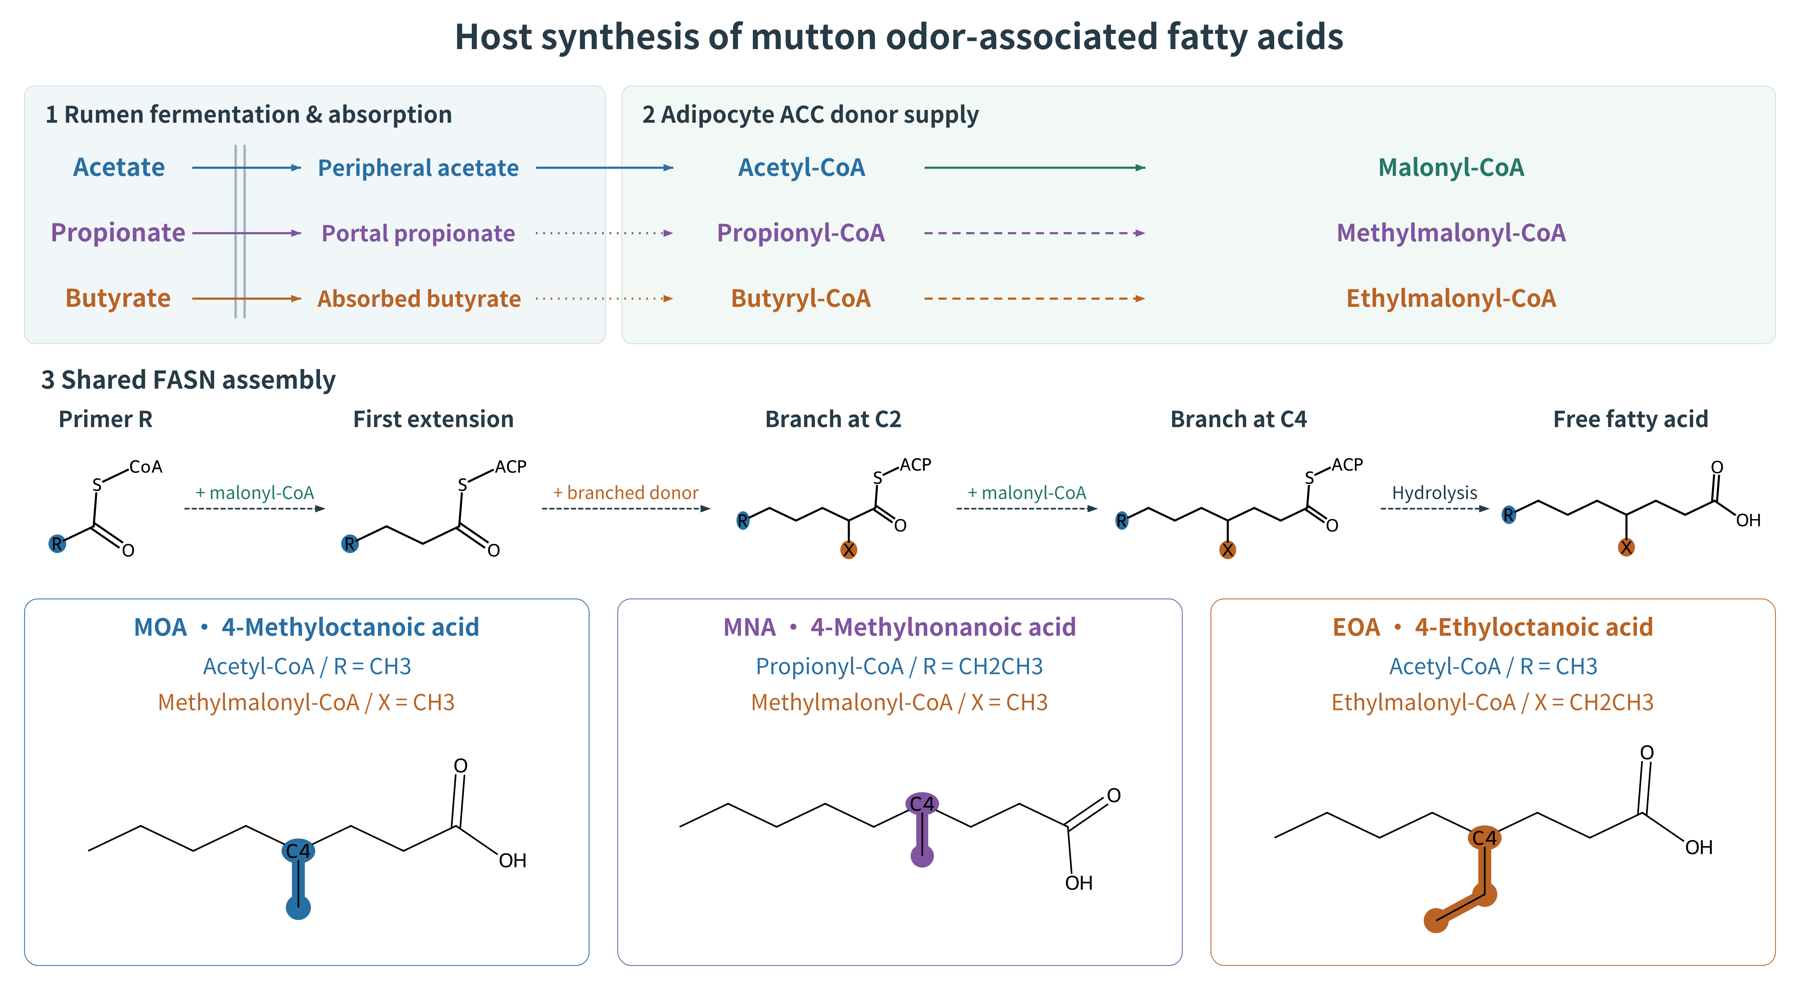 Host synthesis of mutton odor-associated fatty acids
1 Rumen fermentation & absorption
Acetate
Peripheral acetate
Propionate
Portal propionate
Butyrate
Absorbed butyrate
2 Adipocyte ACC donor supply
Acetyl-CoA
Malonyl-CoA
Propionyl-CoA
Methylmalonyl-CoA
Butyryl-CoA
Ethylmalonyl-CoA
3 Shared FASN assembly
Primer R
First extension
Branch at C2
Branch at C4
Free fatty acid
CoA
S
R
O
+ malonyl-CoA
ACP
S
R
O
+ branched donor
ACP
S
R
O
X
+ malonyl-CoA
ACP
S
R
O
X
Hydrolysis
O
R
OH
X
MOA • 4-Methyloctanoic acid
Acetyl-CoA / R = CH3
Methylmalonyl-CoA / X = CH3
O
C4
OH
MNA • 4-Methylnonanoic acid
Propionyl-CoA / R = CH2CH3
Methylmalonyl-CoA / X = CH3
C4
O
OH
EOA • 4-Ethyloctanoic acid
Acetyl-CoA / R = CH3
Ethylmalonyl-CoA / X = CH2CH3
O
C4
OH